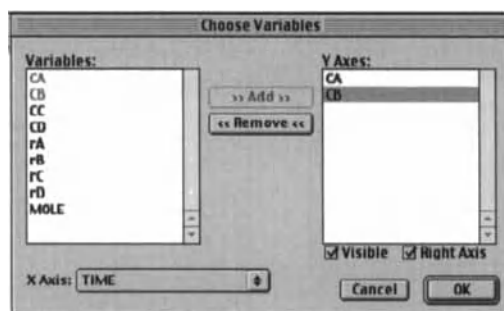 Choose Variables
Variables:
CA
CB
CC
CD
rA
rB
rC
rD
MOLE
>> Add >>
<< Remove <<
Y Axes:
CA
CB
Visible
Right Axis
X Axis: TIME
Cancel
OK